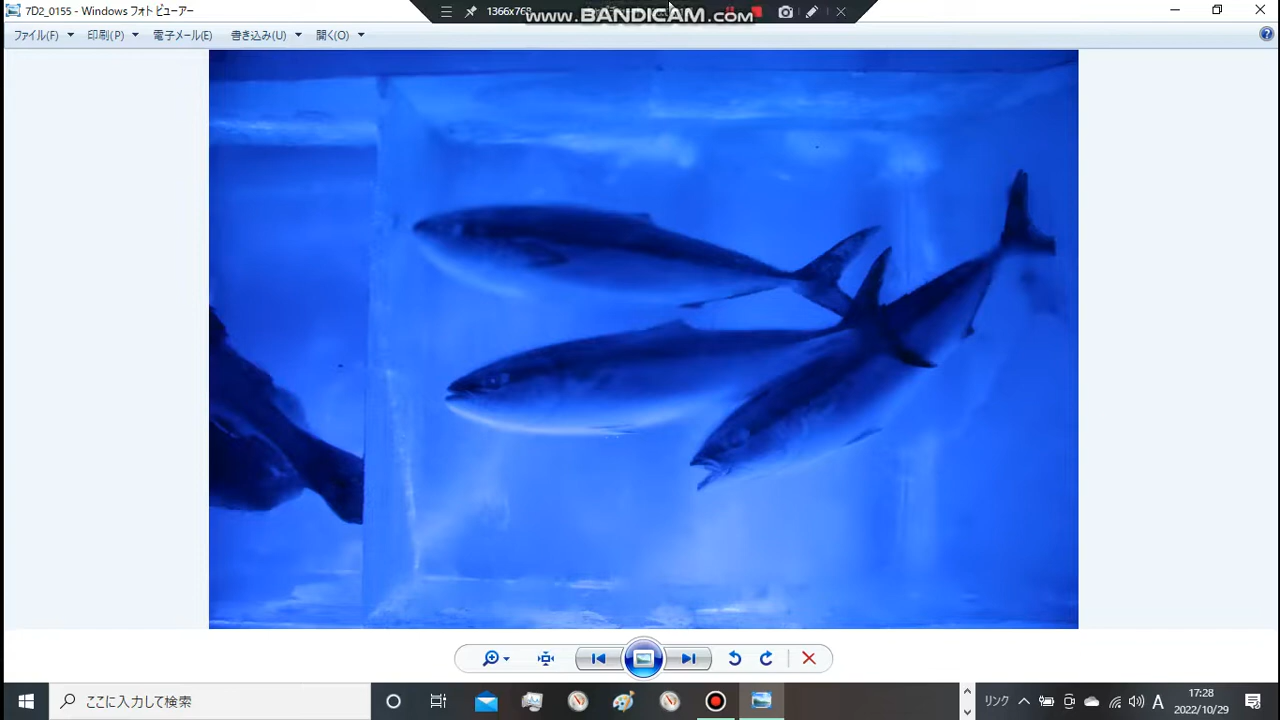 7D2_0155 - Windows フォト ビューアー
1366x768
www.BANDICAM.com
ファイル(F)
印刷(P)
電子メール(E)
書き込み(U)
開く(O)
ここに入力して検索
リンク
A
17:28
2022/10/29